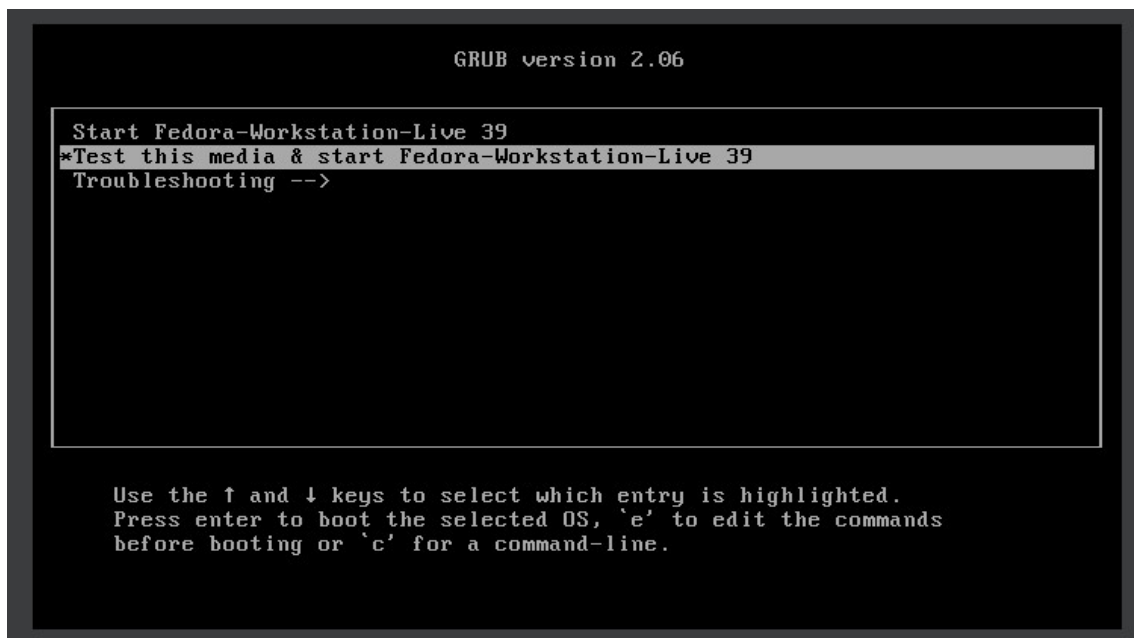 GRUB version 2.06
Start Fedora-Workstation-Live 39
*Test this media & start Fedora-Workstation-Live 39
Troubleshooting -->
Use the ↑ and ↓ keys to select which entry is highlighted.
Press enter to boot the selected OS, `e' to edit the commands
before booting or `c' for a command-line.